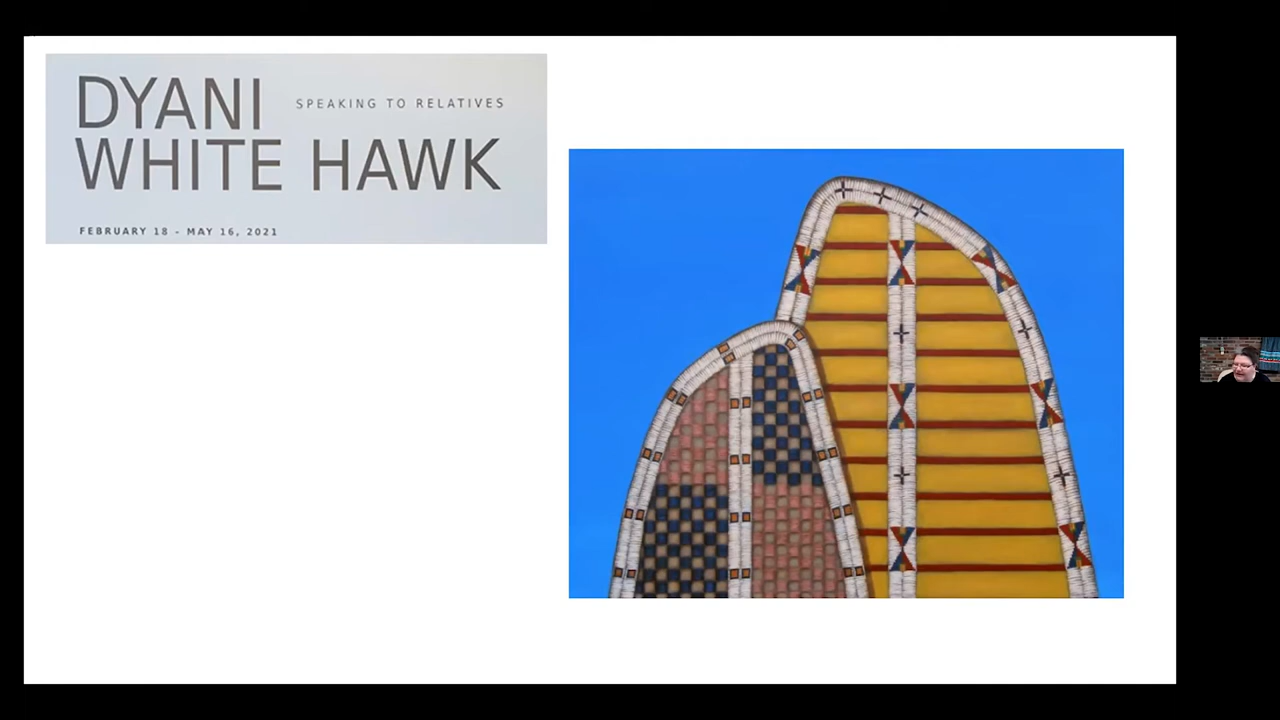 DYANI
SPEAKING TO RELATIVES
WHITE HAWK
FEBRUARY 18 - MAY 16, 2021